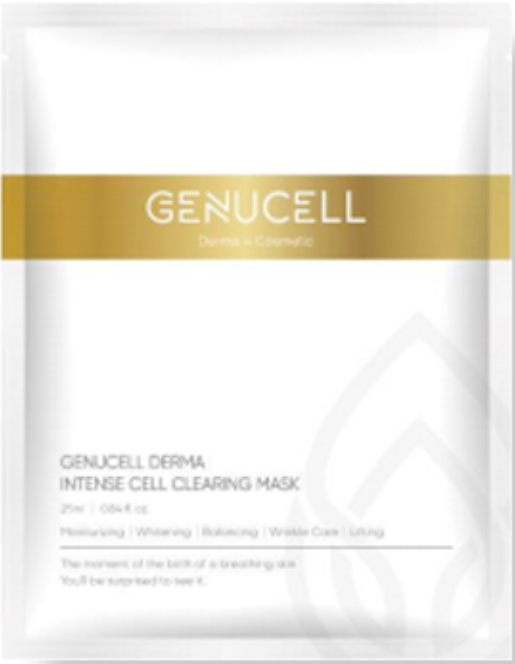 GENUCELL
Derma - Cosmetic
GENUCELL DERMA
INTENSE CELL CLEARING MASK
25ml | 0.84 fl. oz.
Moisturizing | Whitening | Balancing | Wrinkle Care | Lifting
The moment of the birth of a breathing skin
You'll be surprised to see it.